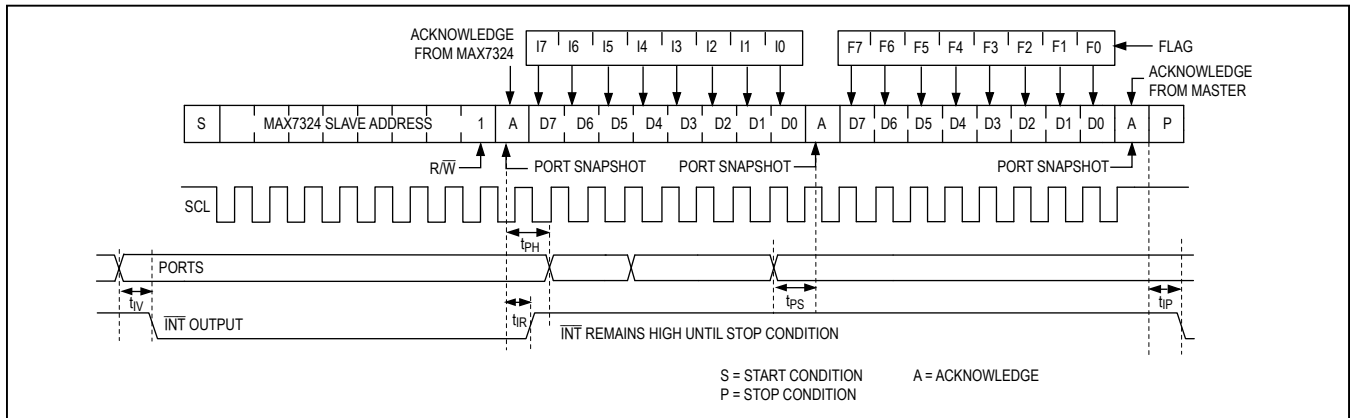 ACKNOWLEDGE
FROM MAX7324
I7 I6 I5 I4 I3 I2 I1 I0
F7 F6 F5 F4 F3 F2 F1 F0
FLAG
ACKNOWLEDGE
FROM MASTER
S MAX7324 SLAVE ADDRESS 1 A D7 D6 D5 D4 D3 D2 D1 D0 A D7 D6 D5 D4 D3 D2 D1 D0 A P
R/W̅ PORT SNAPSHOT PORT SNAPSHOT PORT SNAPSHOT
SCL
tPH
PORTS
tIV tIR tPS tIP
I̅N̅T̅ OUTPUT
I̅N̅T̅ REMAINS HIGH UNTIL STOP CONDITION
S = START CONDITION A = ACKNOWLEDGE
P = STOP CONDITION